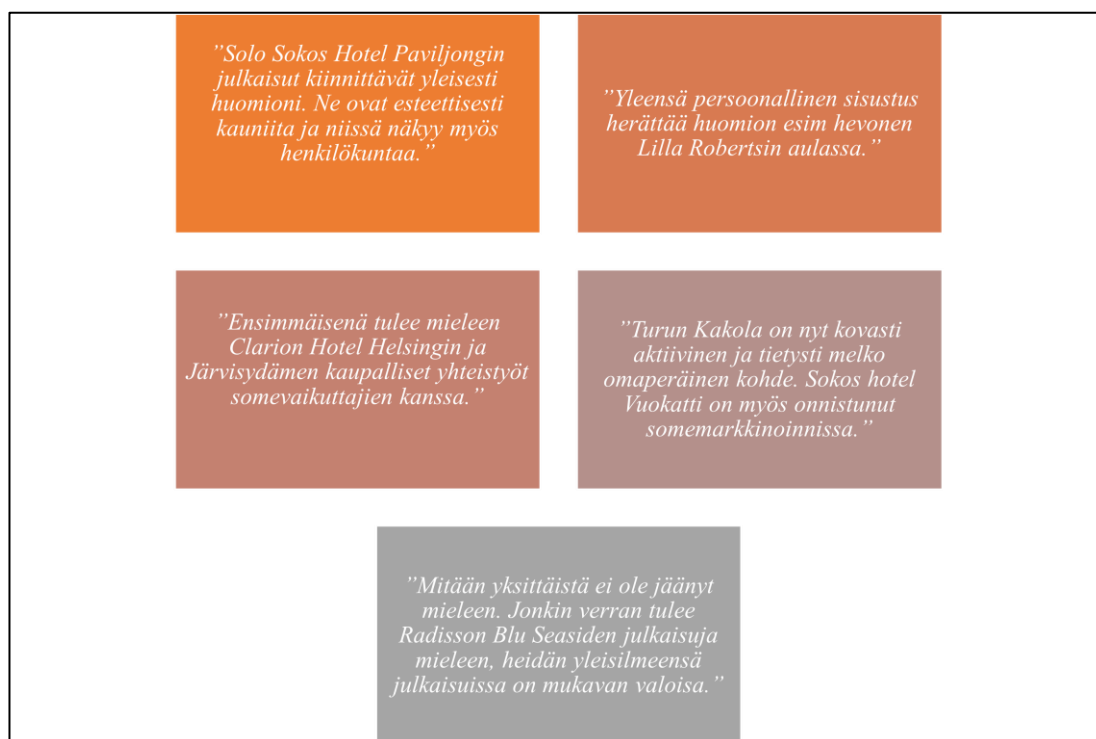 ”Solo Sokos Hotel Paviljongin
julkaisut kiinnittävät yleisesti
huomioni. Ne ovat esteettisesti
kauniita ja niissä näkyy myös
henkilökuntaa.”
”Yleensä persoonallinen sisustus
herättää huomion esim hevonen
Lilla Robertsin aulassa.”
”Ensimmäisenä tulee mieleen
Clarion Hotel Helsingin ja
Järvisydämen kaupalliset yhteistyöt
somevaikuttajien kanssa.”
”Turun Kakola on nyt kovasti
aktiivinen ja tietysti melko
omaperäinen kohde. Sokos hotel
Vuokatti on myös onnistunut
somemarkkinoinnissa.”
”Mitään yksittäistä ei ole jäänyt
mieleen. Jonkin verran tulee
Radisson Blu Seasiden julkaisuja
mieleen, heidän yleisilmeensä
julkaisuissa on mukavan valoisa.”